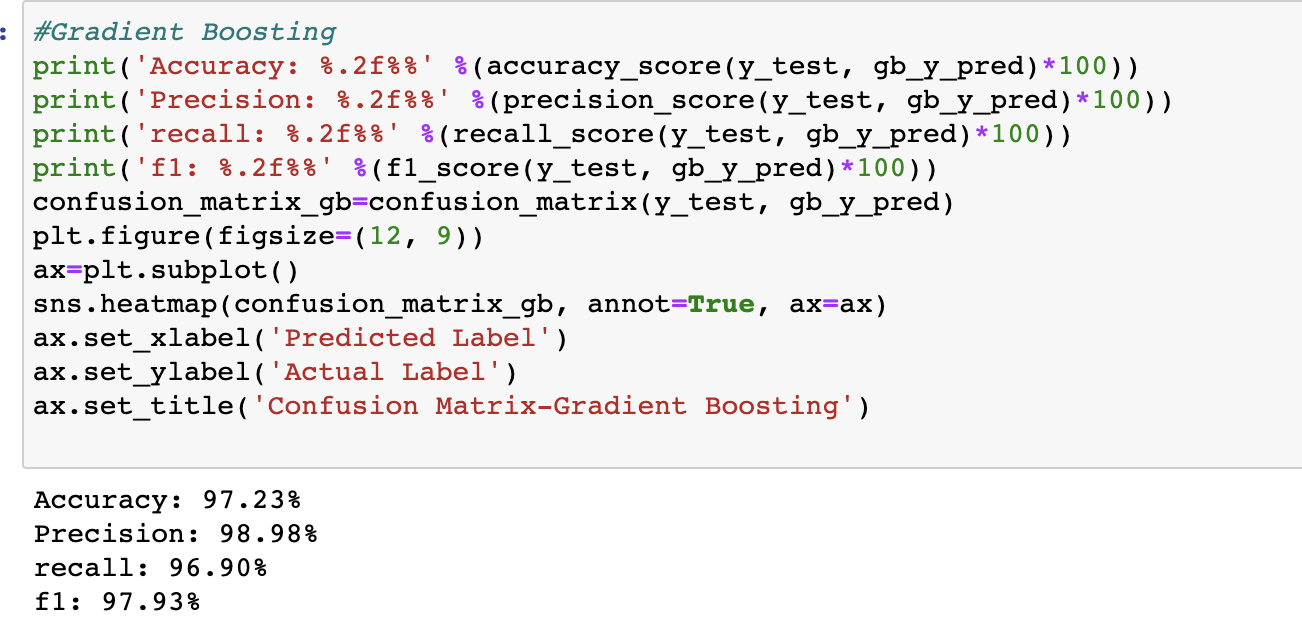 :
#Gradient Boosting
print('Accuracy: %.2f%%' %(accuracy_score(y_test, gb_y_pred)*100))
print('Precision: %.2f%%' %(precision_score(y_test, gb_y_pred)*100))
print('recall: %.2f%%' %(recall_score(y_test, gb_y_pred)*100))
print('f1: %.2f%%' %(f1_score(y_test, gb_y_pred)*100))
confusion_matrix_gb=confusion_matrix(y_test, gb_y_pred)
plt.figure(figsize=(12, 9))
ax=plt.subplot()
sns.heatmap(confusion_matrix_gb, annot=True, ax=ax)
ax.set_xlabel('Predicted Label')
ax.set_ylabel('Actual Label')
ax.set_title('Confusion Matrix-Gradient Boosting')
Accuracy: 97.23%
Precision: 98.98%
recall: 96.90%
f1: 97.93%